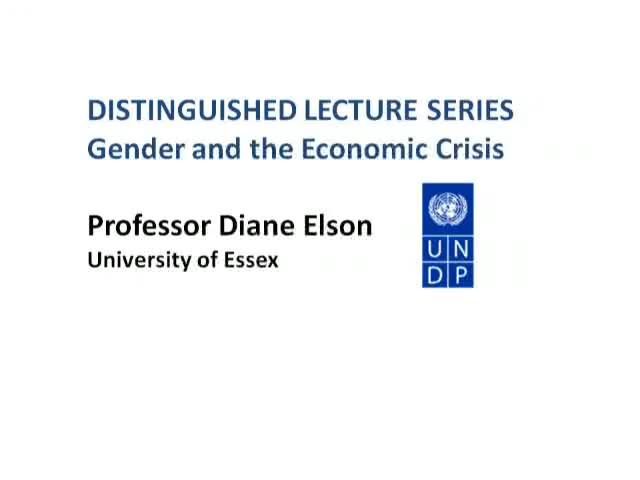 DISTINGUISHED LECTURE SERIES
Gender and the Economic Crisis
Professor Diane Elson
University of Essex
U N
D P